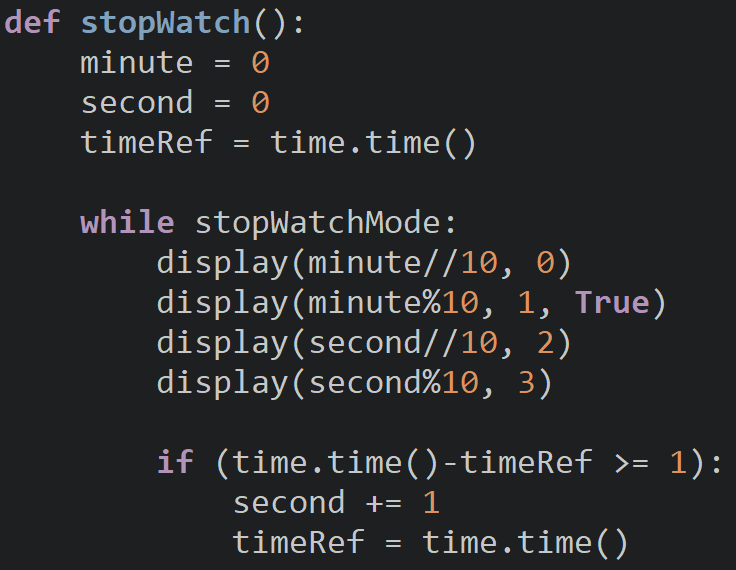 def stopWatch():
    minute = 0
    second = 0
    timeRef = time.time()

    while stopWatchMode:
        display(minute//10, 0)
        display(minute%10, 1, True)
        display(second//10, 2)
        display(second%10, 3)

        if (time.time()-timeRef >= 1):
            second += 1
            timeRef = time.time()